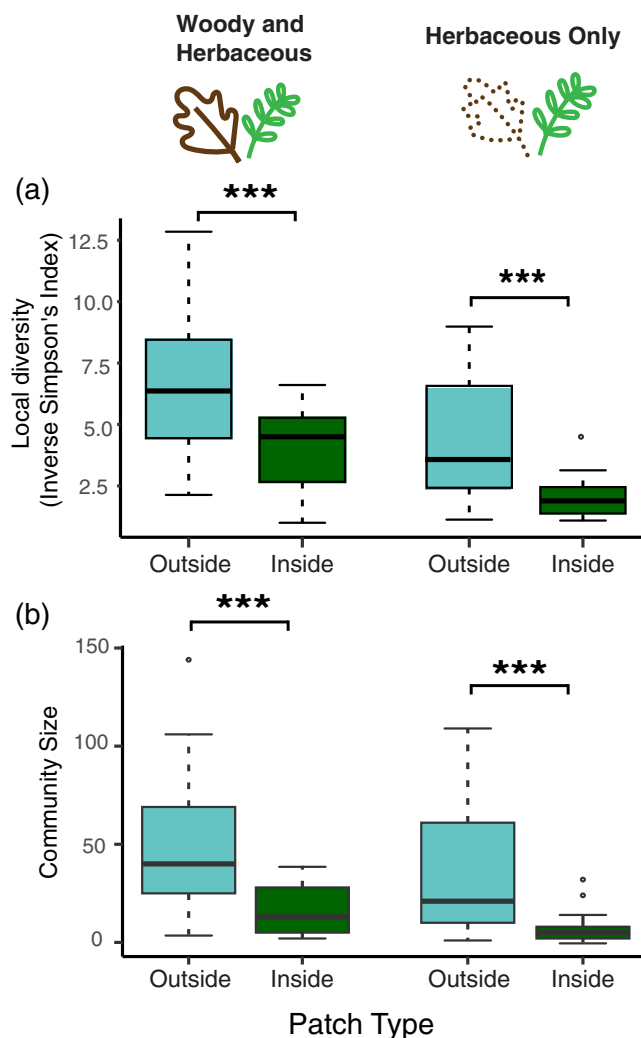 Woody and
Herbaceous
Herbaceous Only
(a)
***
***
Local diversity
(Inverse Simpson's Index)
12.5
10.0
7.5
5.0
2.5
Outside
Inside
Outside
Inside
(b)
***
***
Community Size
150
100
50
0
Outside
Inside
Outside
Inside
Patch Type